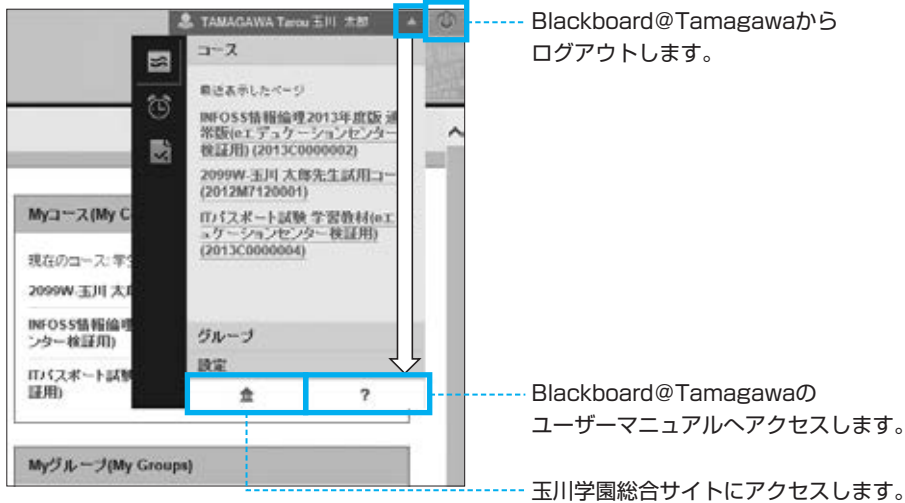 TAMAGAWA Tarou 玉川 太郎
Blackboard@Tamagawaから
ログアウトします。
コース
最近表示したページ
INFOSS情報倫理2013年度版 通
常版(eエデュケーションセンター
検証用) (2013C0000002)
2099W-玉川 太郎先生試用コー
(2012M7120001)
ITパスポート試験 学習教材(eエ
ュケーションセンター検証用)
(2013C0000004)
グループ
設定
?
Myコース(My C
現在のコース: 学
2099W-玉川 太
INFOSS情報倫理
ンター検証用)
ITパスポート試験
証用)
Myグループ(My Groups)
Blackboard@Tamagawaの
ユーザーマニュアルへアクセスします。
玉川学園総合サイトにアクセスします。